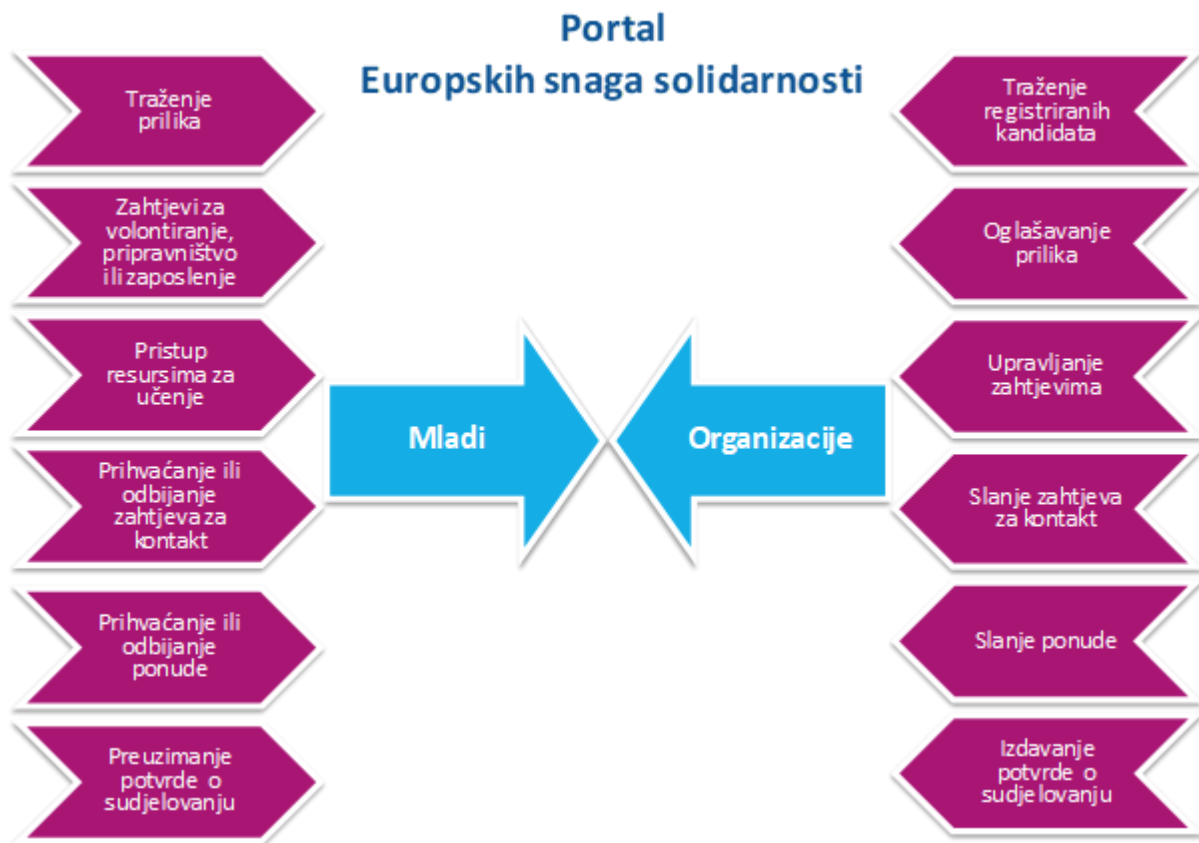 Portal
Europskih snaga solidarnosti
Traženje
prilika
Zahtjevi za
volontiranje,
pripravništvo
ili zaposlenje
Pristup
resursima za
učenje
Prihvaćanje ili
odbijanje
zahtjeva za
kontakt
Prihvaćanje ili
odbijanje
ponude
Preuzimanje
potvrde o
sudjelovanju
Mladi
Organizacije
Traženje
registriranih
kandidata
Oglašavanje
prilika
Upravljanje
zahtjevima
Slanje zahtjeva
za kontakt
Slanje ponude
Izdavanje
potvrde o
sudjelovanju